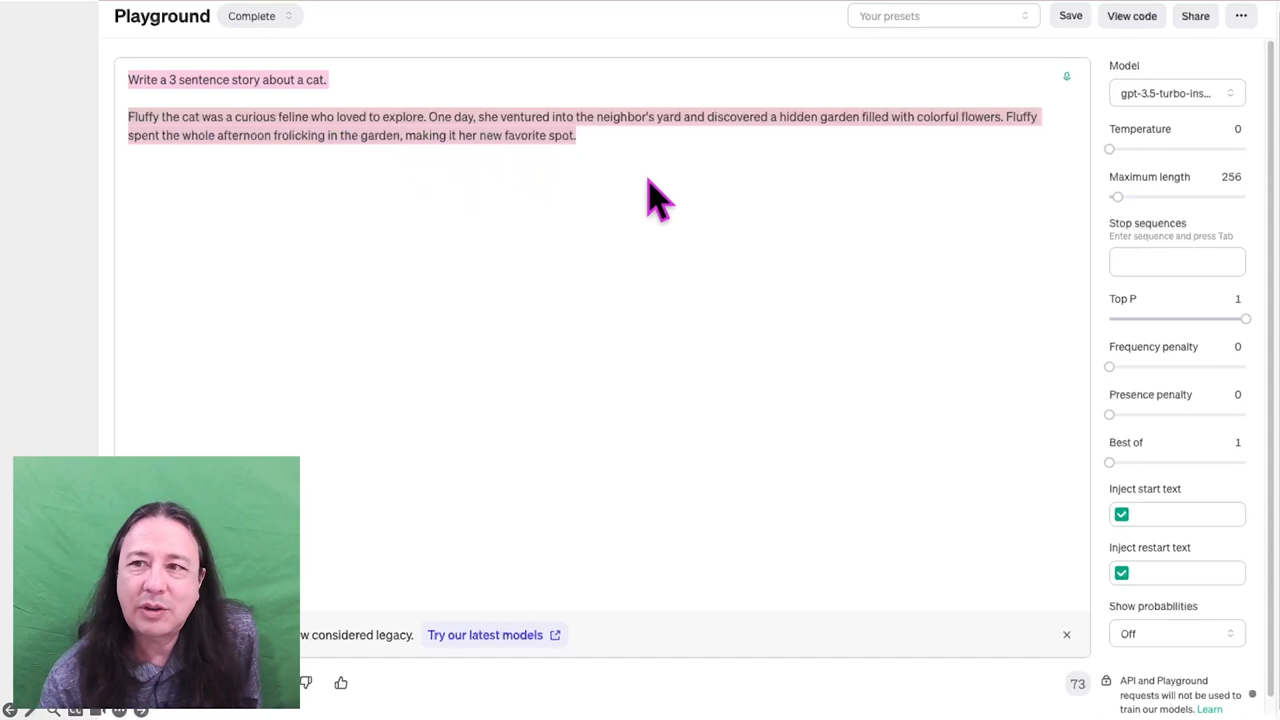 Playground
Complete
Your presets
Save
View code
Share
Write a 3 sentence story about a cat.
Fluffy the cat was a curious feline who loved to explore. One day, she ventured into the neighbor's yard and discovered a hidden garden filled with colorful flowers. Fluffy
spent the whole afternoon frolicking in the garden, making it her new favorite spot.
Model
gpt-3.5-turbo-ins...
Temperature 0
Maximum length 256
Stop sequences
Enter sequence and press Tab
Top P 1
Frequency penalty 0
Presence penalty 0
Best of 1
Inject start text
Inject restart text
Show probabilities
Off
w considered legacy. Try our latest models
73
API and Playground
requests will not be used to
train our models. Learn